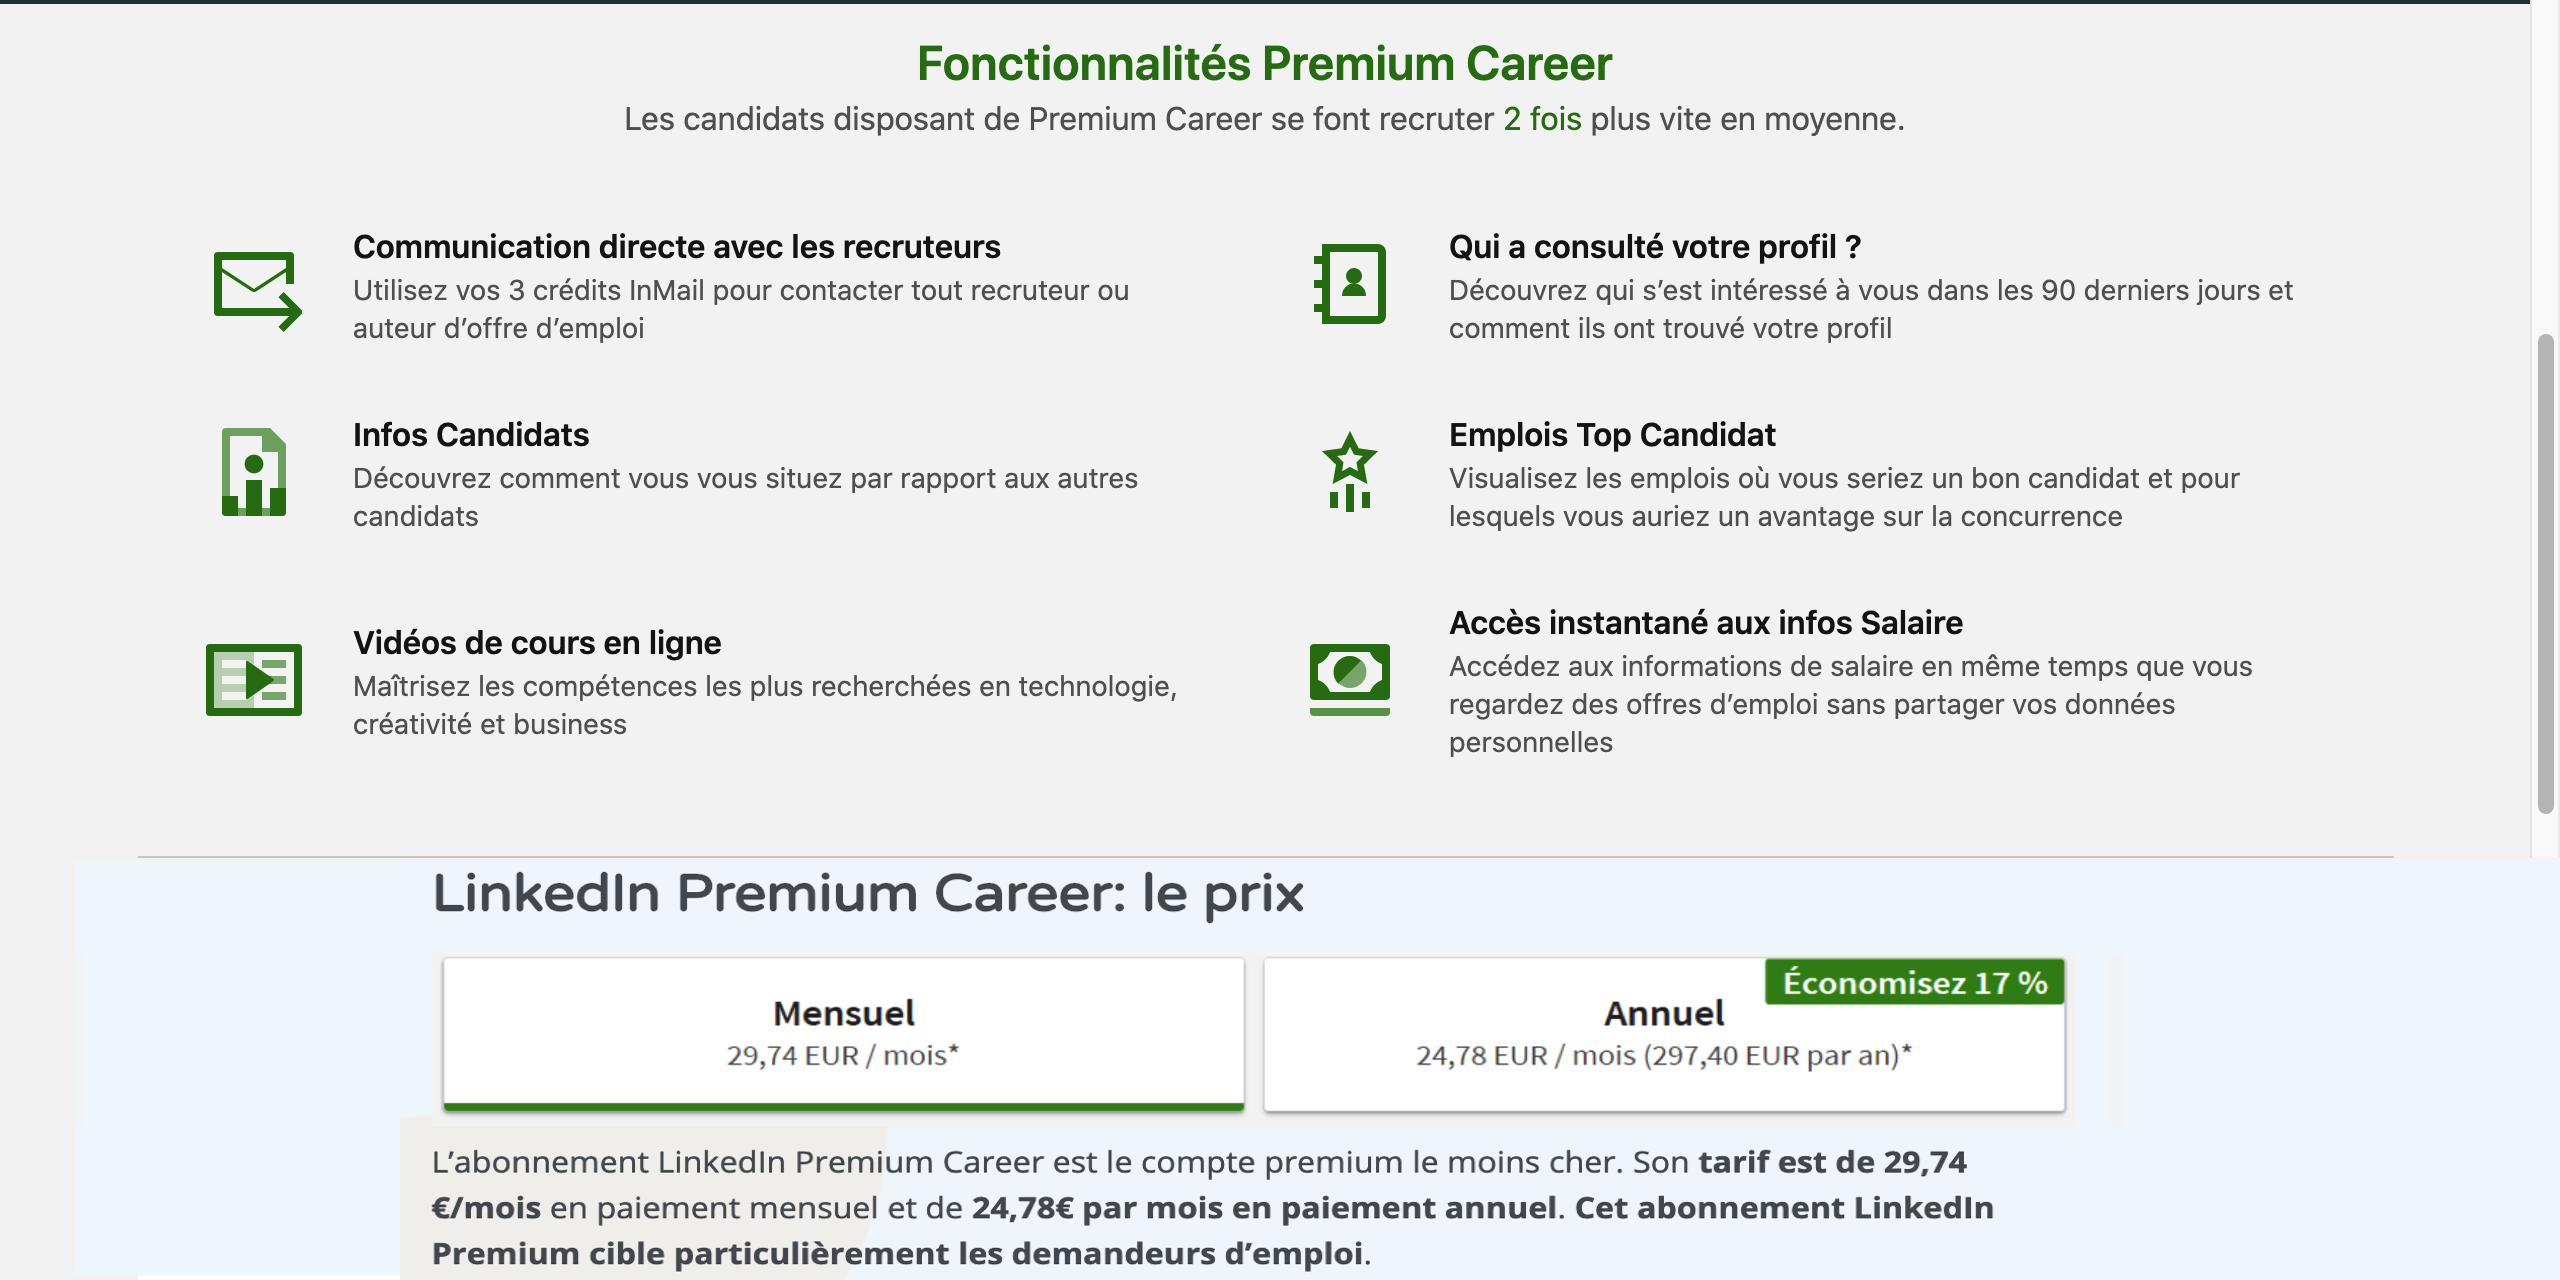 Fonctionnalités Premium Career
Les candidats disposant de Premium Career se font recruter 2 fois plus vite en moyenne.
Communication directe avec les recruteurs
Utilisez vos 3 crédits InMail pour contacter tout recruteur ou
auteur d’offre d’emploi
Qui a consulté votre profil ?
Découvrez qui s’est intéressé à vous dans les 90 derniers jours et
comment ils ont trouvé votre profil
Infos Candidats
Découvrez comment vous vous situez par rapport aux autres
candidats
Emplois Top Candidat
Visualisez les emplois où vous seriez un bon candidat et pour
lesquels vous auriez un avantage sur la concurrence
Vidéos de cours en ligne
Maîtrisez les compétences les plus recherchées en technologie,
créativité et business
Accès instantané aux infos Salaire
Accédez aux informations de salaire en même temps que vous
regardez des offres d’emploi sans partager vos données
personnelles
LinkedIn Premium Career: le prix
Mensuel
29,74 EUR / mois*
Économisez 17 %
Annuel
24,78 EUR / mois (297,40 EUR par an)*
L’abonnement LinkedIn Premium Career est le compte premium le moins cher. Son tarif est de 29,74
€/mois en paiement mensuel et de 24,78€ par mois en paiement annuel. Cet abonnement LinkedIn
Premium cible particulièrement les demandeurs d’emploi.